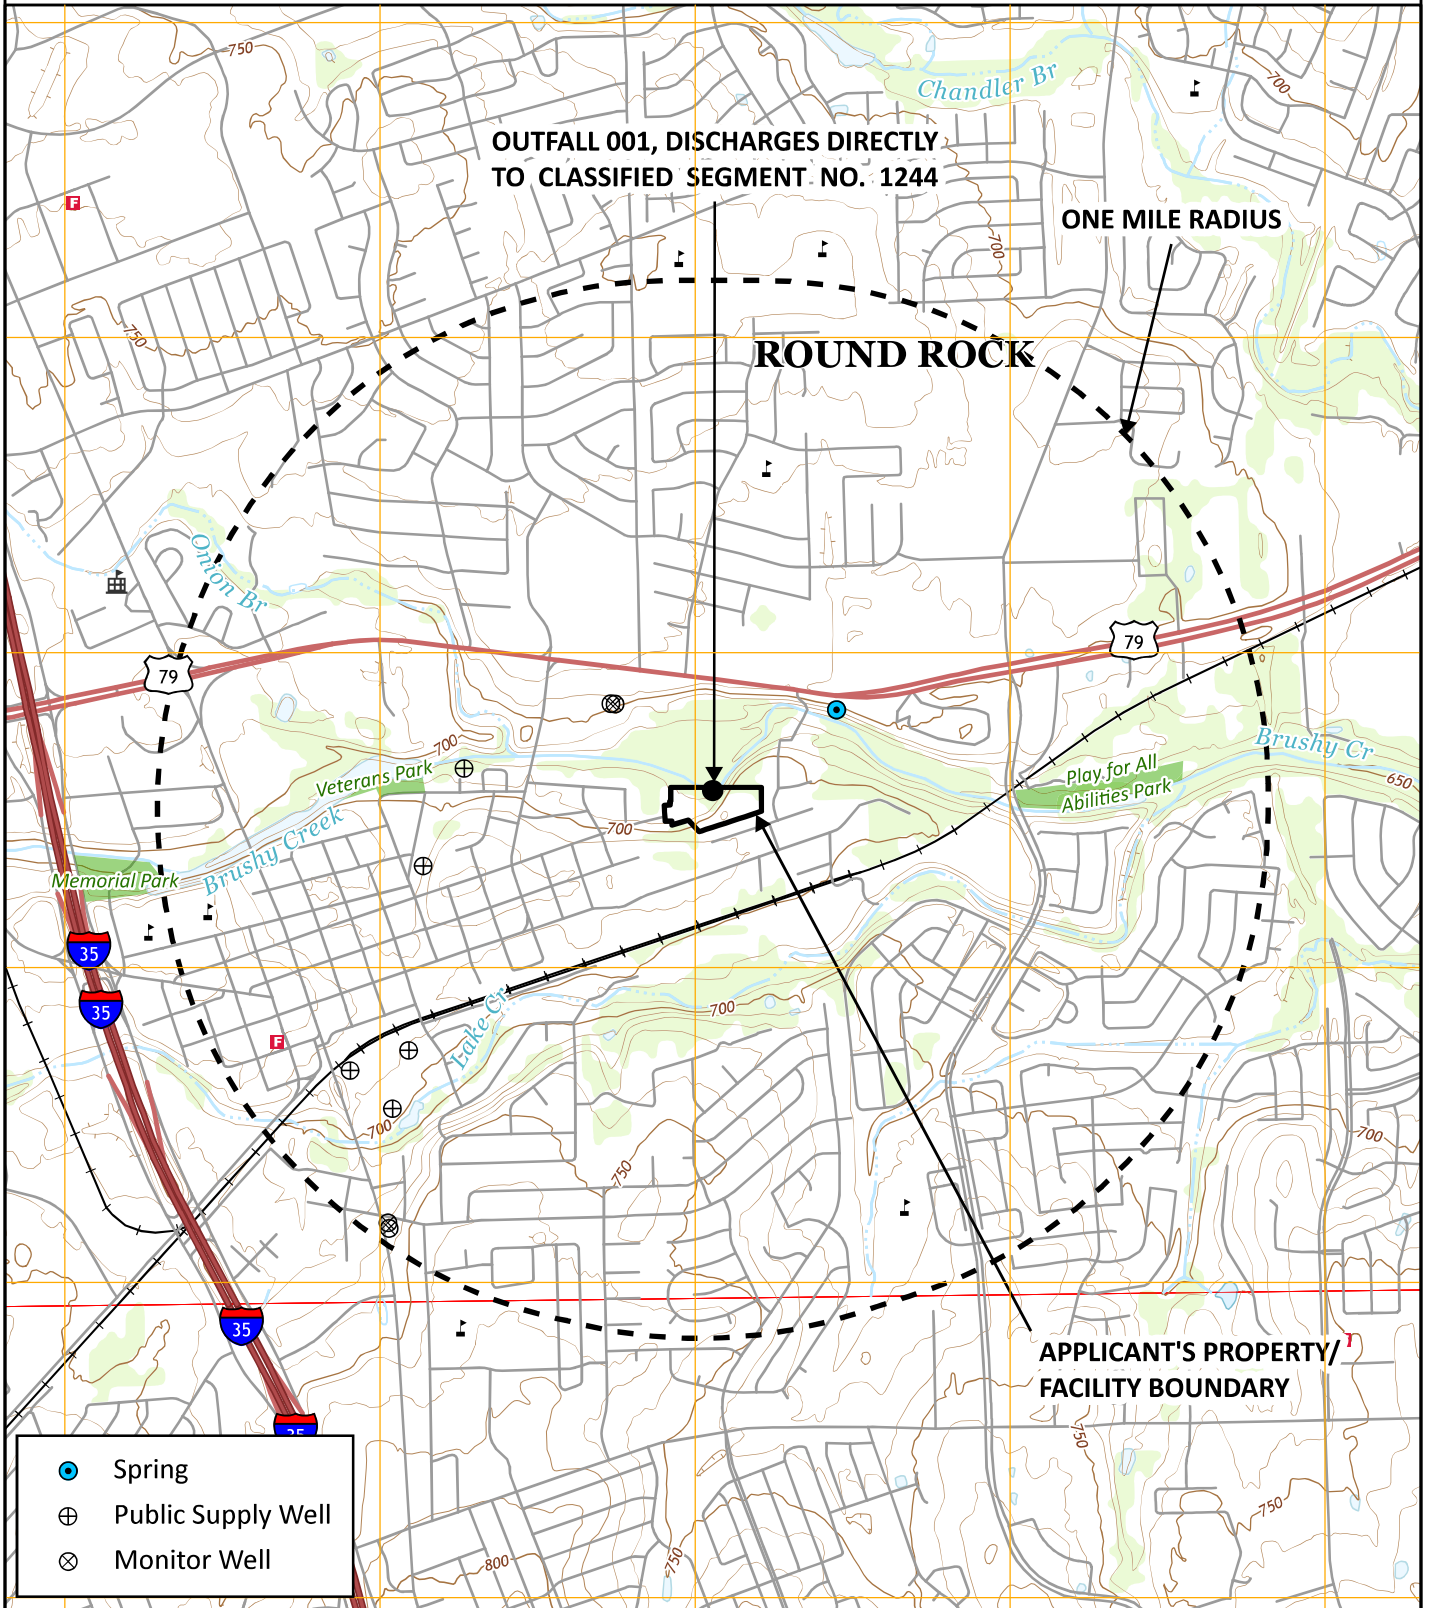 750
Chandler Br
700
OUTFALL 001, DISCHARGES DIRECTLY
TO CLASSIFIED SEGMENT NO. 1244
F
ONE MILE RADIUS
700
750
ROUND ROCK
Onion Br
79
79
Brushy Cr
700
Veterans Park
Play for All
Abilities Park
650
700
Brushy Creek
Memorial Park
35
35
700
Lake Cr
F
700
700
750
35
APPLICANT'S PROPERTY/
FACILITY BOUNDARY
750
35
Spring
Public Supply Well
Monitor Well
750
800
750